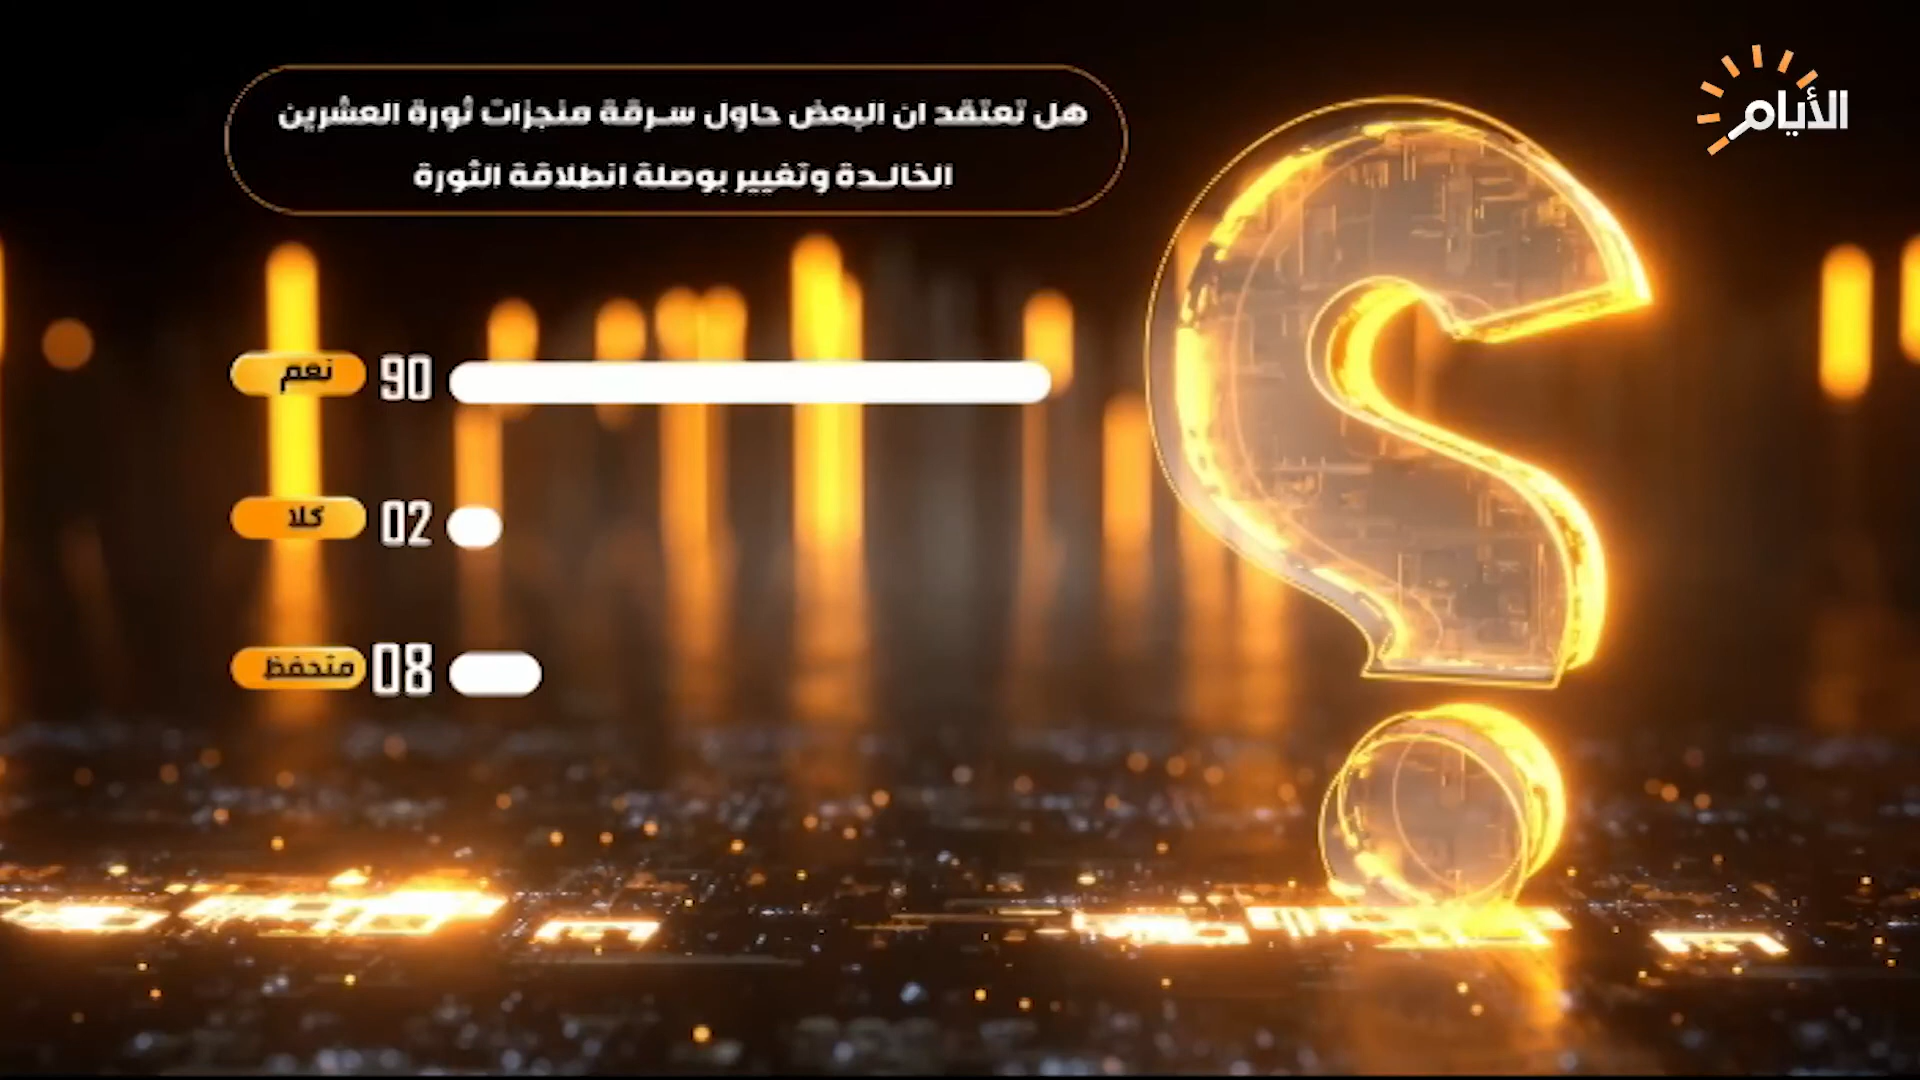 الأيام
هل تعتقد ان البعض حاول سرقة منجزات ثورة العشرين
الخالدة وتغيير بوصلة انطلاقة الثورة
نعم 90
كلا 02
متحفظ 08